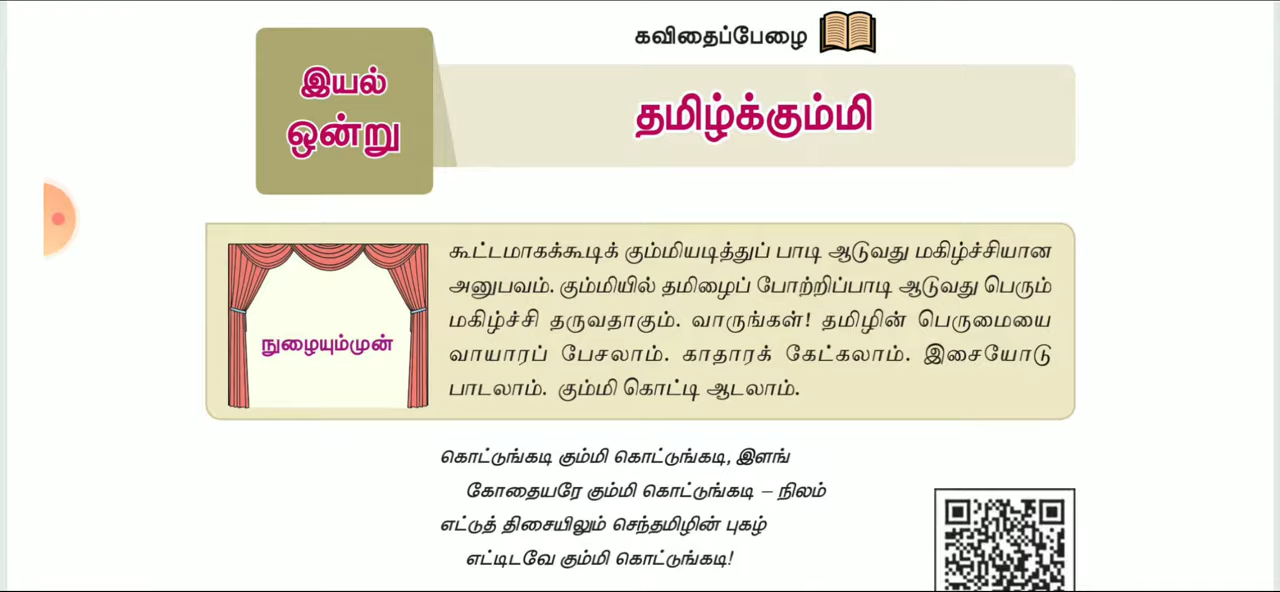 கவிதைப்பேழை
இயல்
ஒன்று
தமிழ்க்கும்மி
நுழையும்முன்
கூட்டமாகக்கூடிக் கும்மியடித்துப் பாடி ஆடுவது மகிழ்ச்சியான
அனுபவம். கும்மியில் தமிழைப் போற்றிப்பாடி ஆடுவது பெரும்
மகிழ்ச்சி தருவதாகும். வாருங்கள்! தமிழின் பெருமையை
வாயாரப் பேசலாம். காதாரக் கேட்கலாம். இசையோடு
பாடலாம். கும்மி கொட்டி ஆடலாம்.
கொட்டுங்கடி கும்மி கொட்டுங்கடி, இளங்
கோதையரே கும்மி கொட்டுங்கடி – நிலம்
எட்டுத் திசையிலும் செந்தமிழின் புகழ்
எட்டிடவே கும்மி கொட்டுங்கடி!